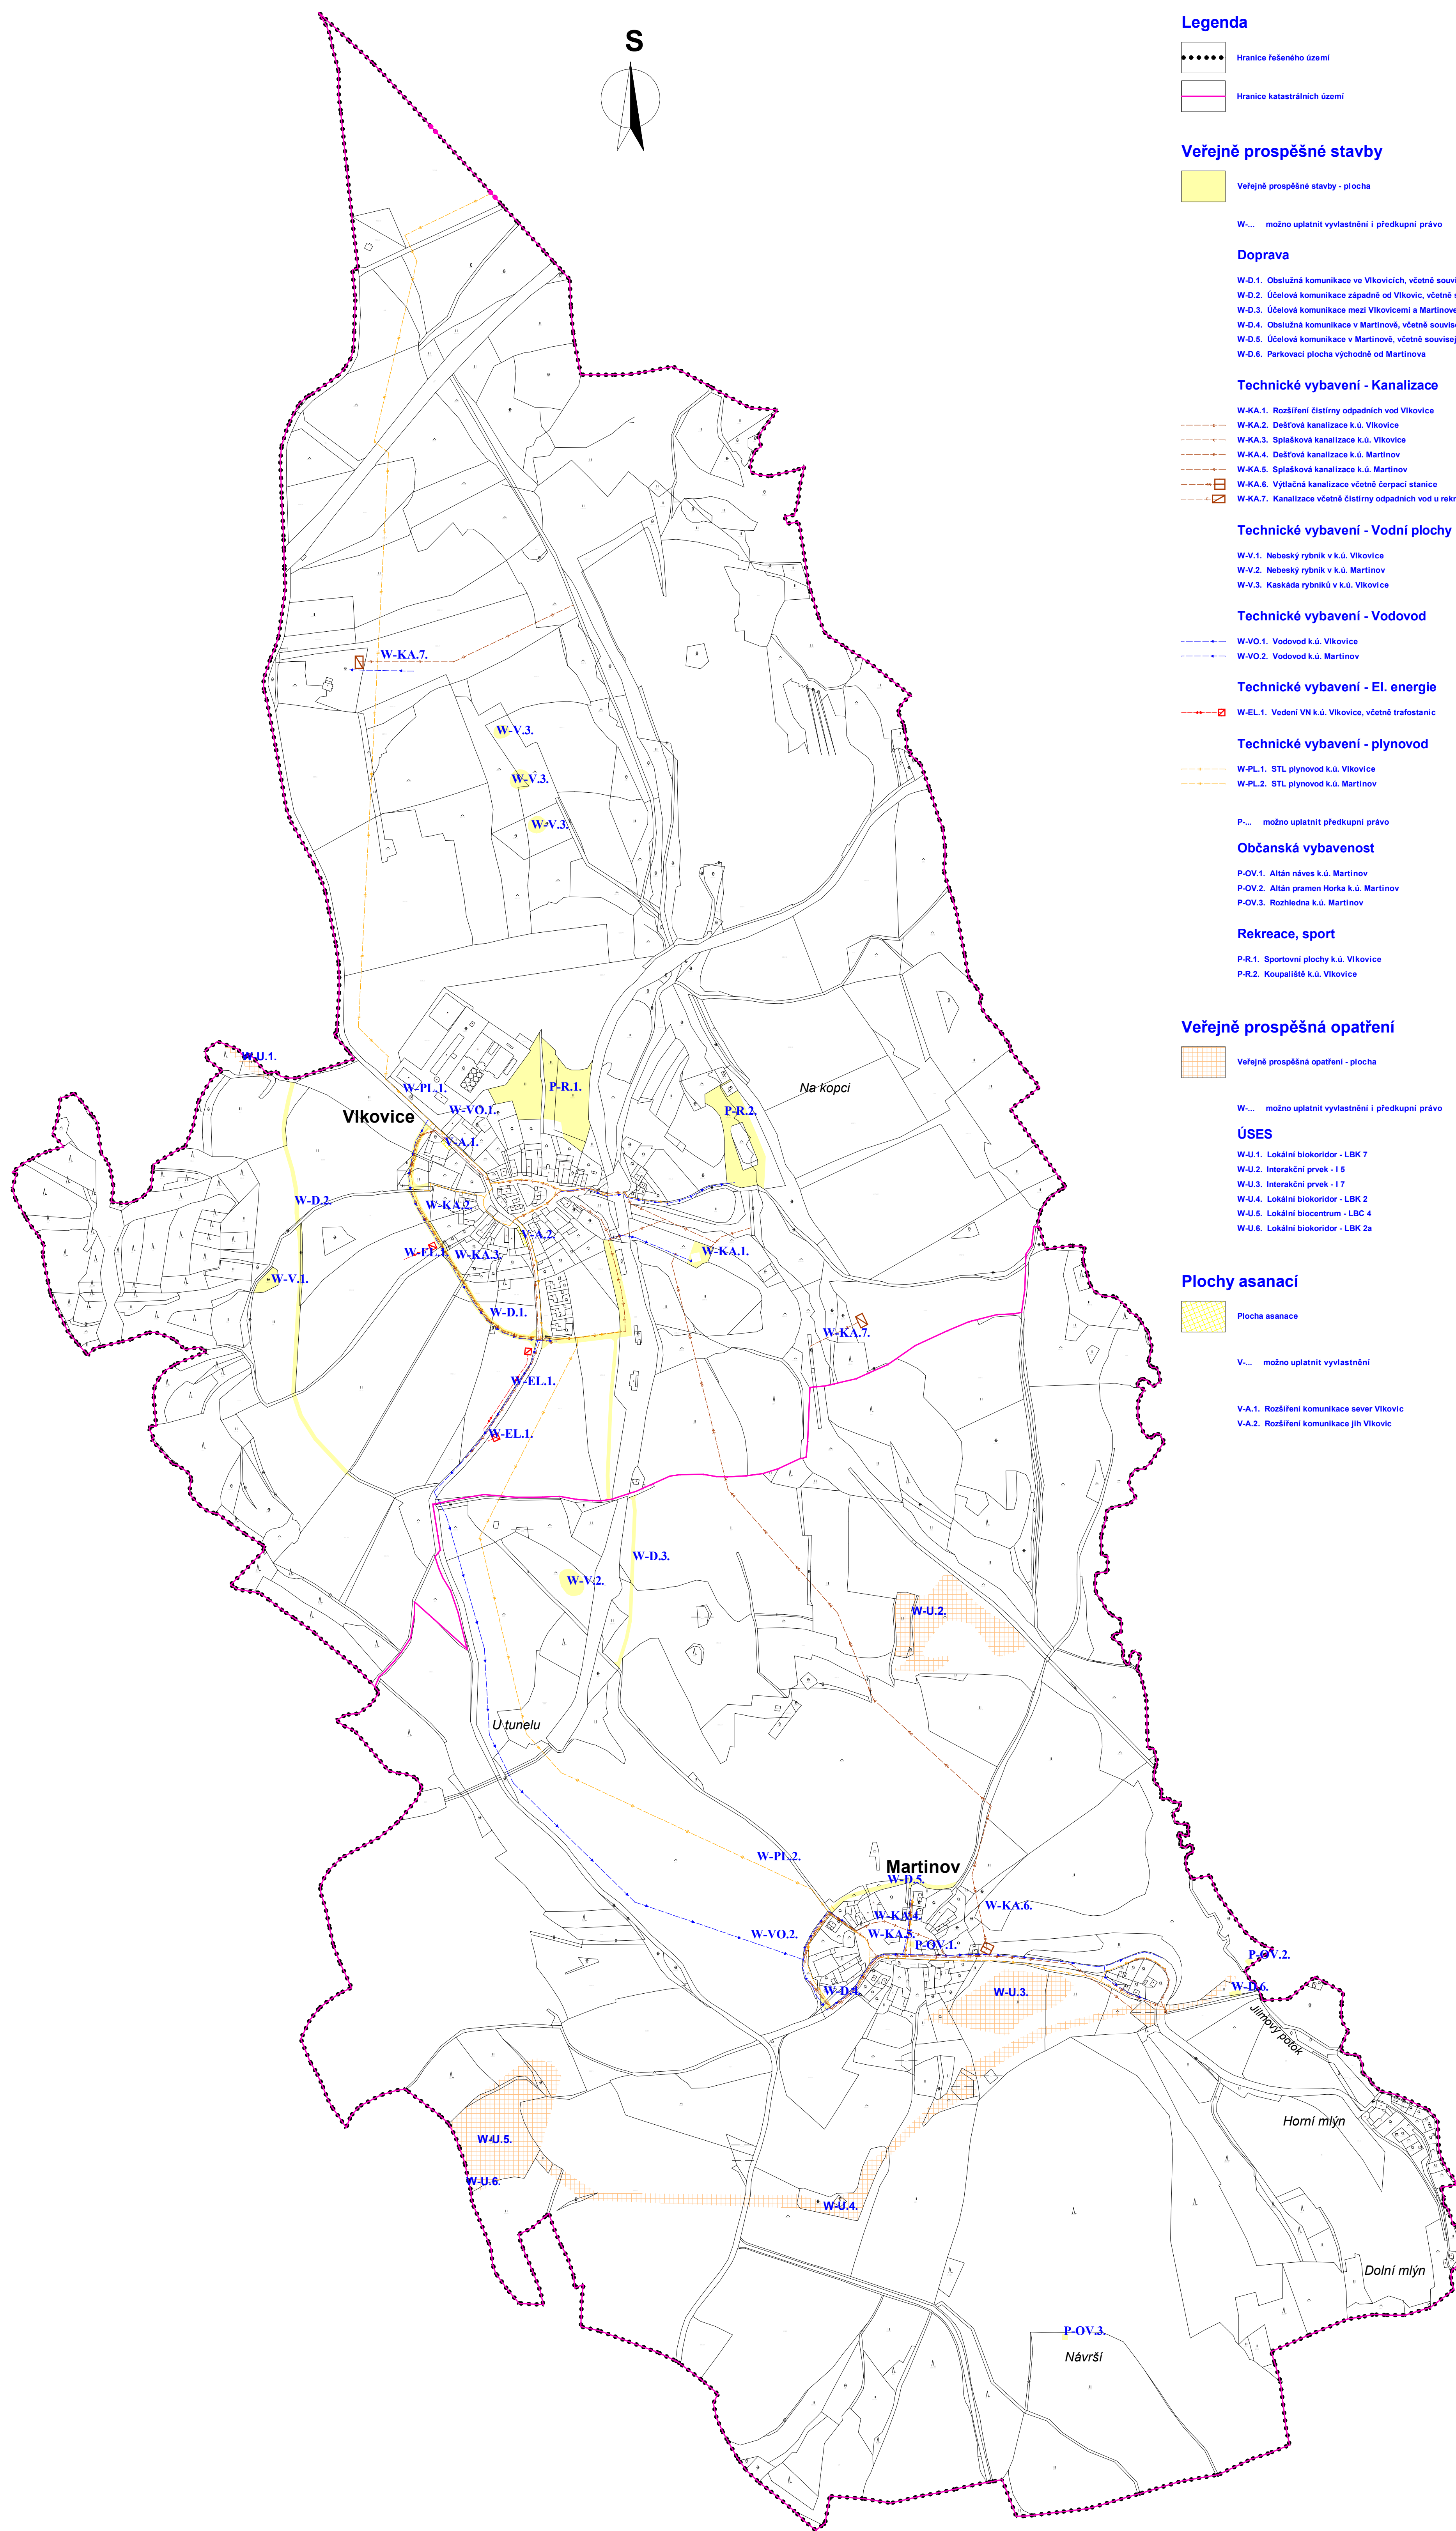 S
Legenda
Hranice řešeného území
Hranice katastrálních území
Veřejně prospěšné stavby
Veřejně prospěšné stavby - plocha
W-... možno uplatnit vyvlastnění i předkupní právo
Doprava
W-D.1. Obslužná komunikace ve Vlkovicích, včetně
W-D.2. Účelová komunikace západně od Vlkovic, včetně
W-D.3. Účelová komunikace mezi Vlkovicemi a
W-D.4. Obslužná komunikace v Martinově, včetně
W-D.5. Účelová komunikace v Martinově, včetně
W-D.6. Parkovací plocha východně od Martinova
Technické vybavení - Kanalizace
W-KA.1. Rozšíření čistírny odpadních vod Vlkovice
W-KA.2. Dešťová kanalizace k.ú. Vlkovice
W-KA.3. Splašková kanalizace k.ú. Vlkovice
W-KA.4. Dešťová kanalizace k.ú. Martinov
W-KA.5. Splašková kanalizace k.ú. Martinov
W-KA.6. Výtlačná kanalizace včetně čerpací stanice
W-KA.7. Kanalizace včetně čistírny odpadních vod u
Technické vybavení - Vodní plochy
W-V.1. Nebeský rybník v k.ú. Vlkovice
W-V.2. Nebeský rybník v k.ú. Martinov
W-V.3. Kaskáda rybníků v k.ú. Vlkovice
Technické vybavení - Vodovod
W-VO.1. Vodovod k.ú. Vlkovice
W-VO.2. Vodovod k.ú. Martinov
Technické vybavení - El. energie
W-EL.1. Vedení VN k.ú. Vlkovice, včetně trafostanic
Technické vybavení - plynovod
W-PL.1. STL plynovod k.ú. Vlkovice
W-PL.2. STL plynovod k.ú. Martinov
P-... možno uplatnit předkupní právo
Občanská vybavenost
P-OV.1. Altán náves k.ú. Martinov
P-OV.2. Altán pramen Horka k.ú. Martinov
P-OV.3. Rozhledna k.ú. Martinov
Rekreace, sport
P-R.1. Sportovní plochy k.ú. Vlkovice
P-R.2. Koupaliště k.ú. Vlkovice
Veřejně prospěšná opatření
Veřejně prospěšná opatření - plocha
W-... možno uplatnit vyvlastnění i předkupní právo
ÚSES
W-U.1. Lokální biokoridor - LBK 7
W-U.2. Interakční prvek - I 5
W-U.3. Interakční prvek - I 7
W-U.4. Lokální biokoridor - LBK 2
W-U.5. Lokální biocentrum - LBC 4
W-U.6. Lokální biokoridor - LBK 2a
Plochy asanací
Plocha asanace
V-... možno uplatnit vyvlastnění
V-A.1. Rozšíření komunikace sever Vlkovic
V-A.2. Rozšíření komunikace jih Vlkovic
W-KA.7.
W-V.3.
W-V.3.
W-V.3.
W-U.1.
W-PL.1.
P-R.1.
Na kopci
Vlkovice
W-VO.1.
P-R.2.
V-A.1.
W-D.2.
W-KA.2.
V-A.2.
W-EL.1.
W-KA.3.
W-KA.1.
W-V.1.
W-D.1.
W-KA.7.
W-EL.1.
W-EL.1.
W-D.3.
W-V.2.
W-U.2.
U tunelu
W-PL.2.
Martinov
W-D.5.
W-KA.4.
W-KA.6.
W-VO.2.
W-KA.5.
P-OV.1.
P-OV.2.
W-D.4.
W-U.3.
W-D.6.
Jilmový potok
Horní mlýn
W-U.5.
W-U.6.
W-U.4.
Dolní mlýn
P-OV.3.
Návrší